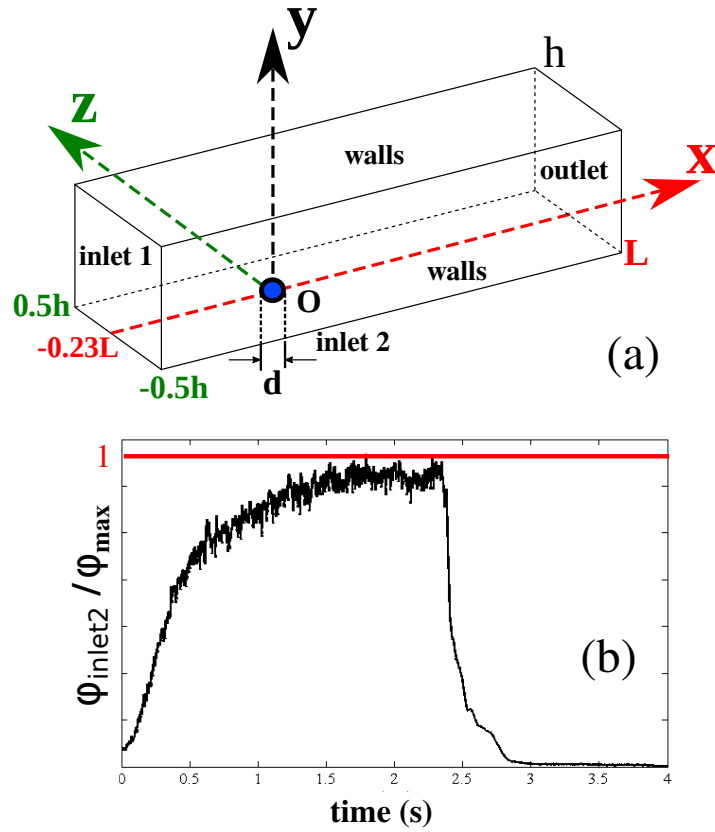 y
h
z
walls
outlet
x
inlet 1
walls
L
0.5h
O
-0.23L
inlet 2
(a)
-0.5h
d
1
φinlet2 /φmax
(b)
0 0.5 1 1.5 2 2.5 3 3.5 4
time (s)